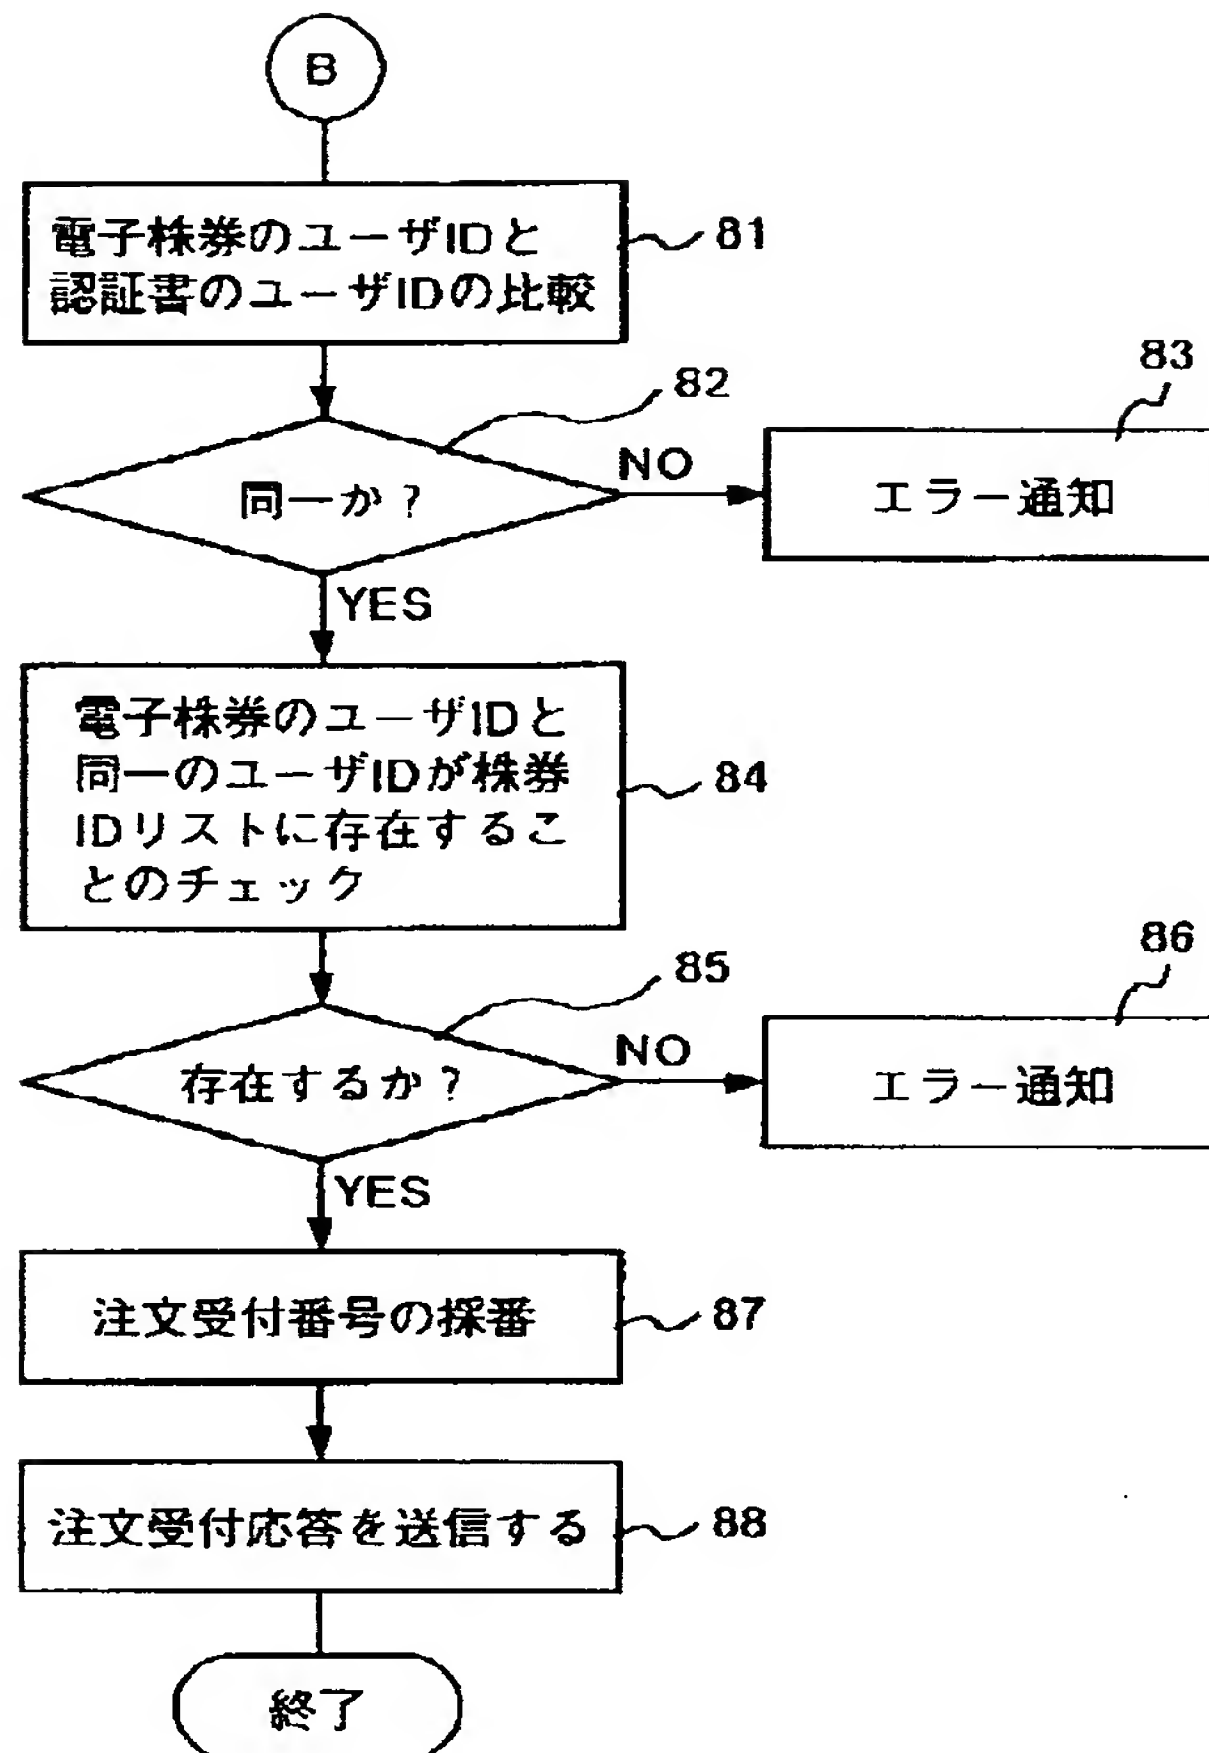 B
電子株券のユーザIDと
認証書のユーザIDの比較
81
82
83
同一か？
NO
エラー通知
YES
電子株券のユーザIDと
同一のユーザIDが株券
IDリストに存在するこ
とのチェック
84
85
86
存在するか？
NO
エラー通知
YES
注文受付番号の採番
87
注文受付応答を送信する
88
終了